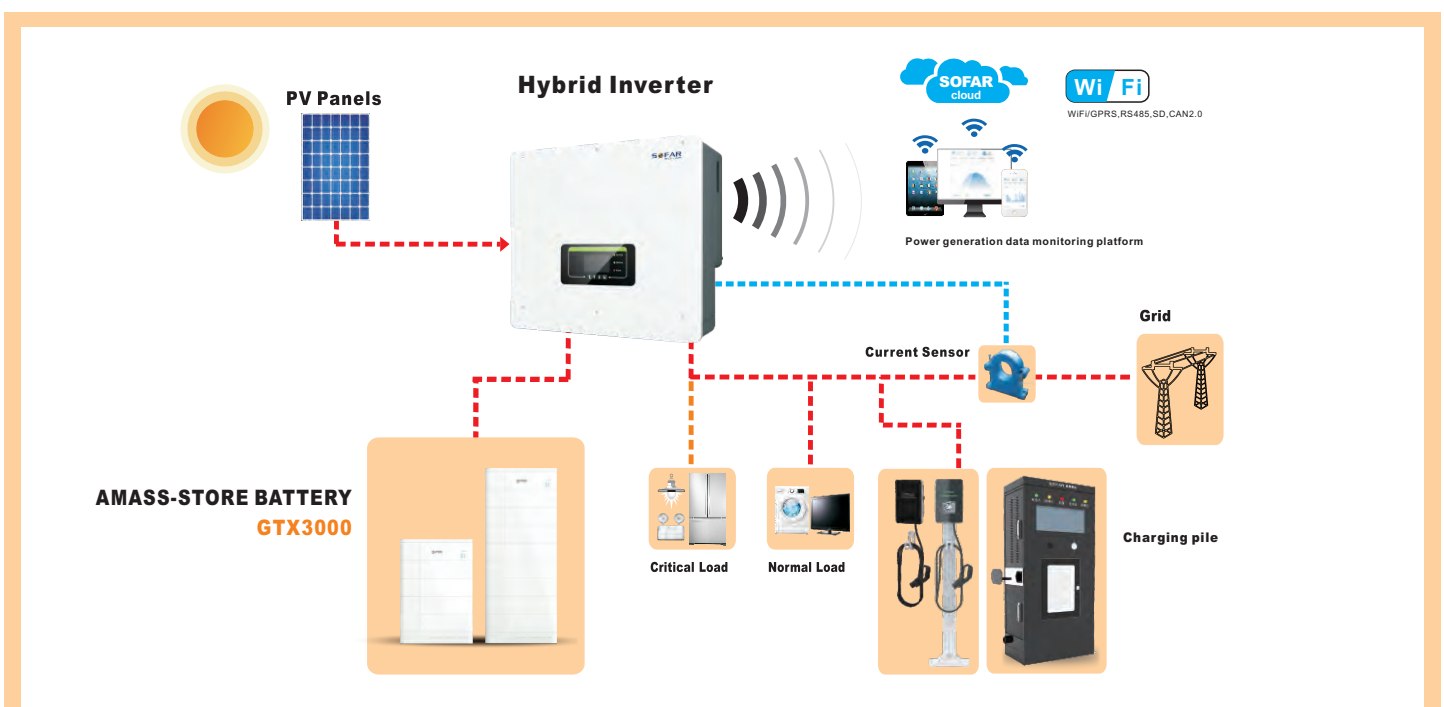 Hybrid Inverter
PV Panels
SOFAR
cloud
Wi Fi
WiFi/GPRS,RS485,SD,CAN2.0
SOFAR
Power generation data monitoring platform
Grid
Current Sensor
AMASS-STORE BATTERY
GTX3000
Charging pile
Critical Load
Normal Load